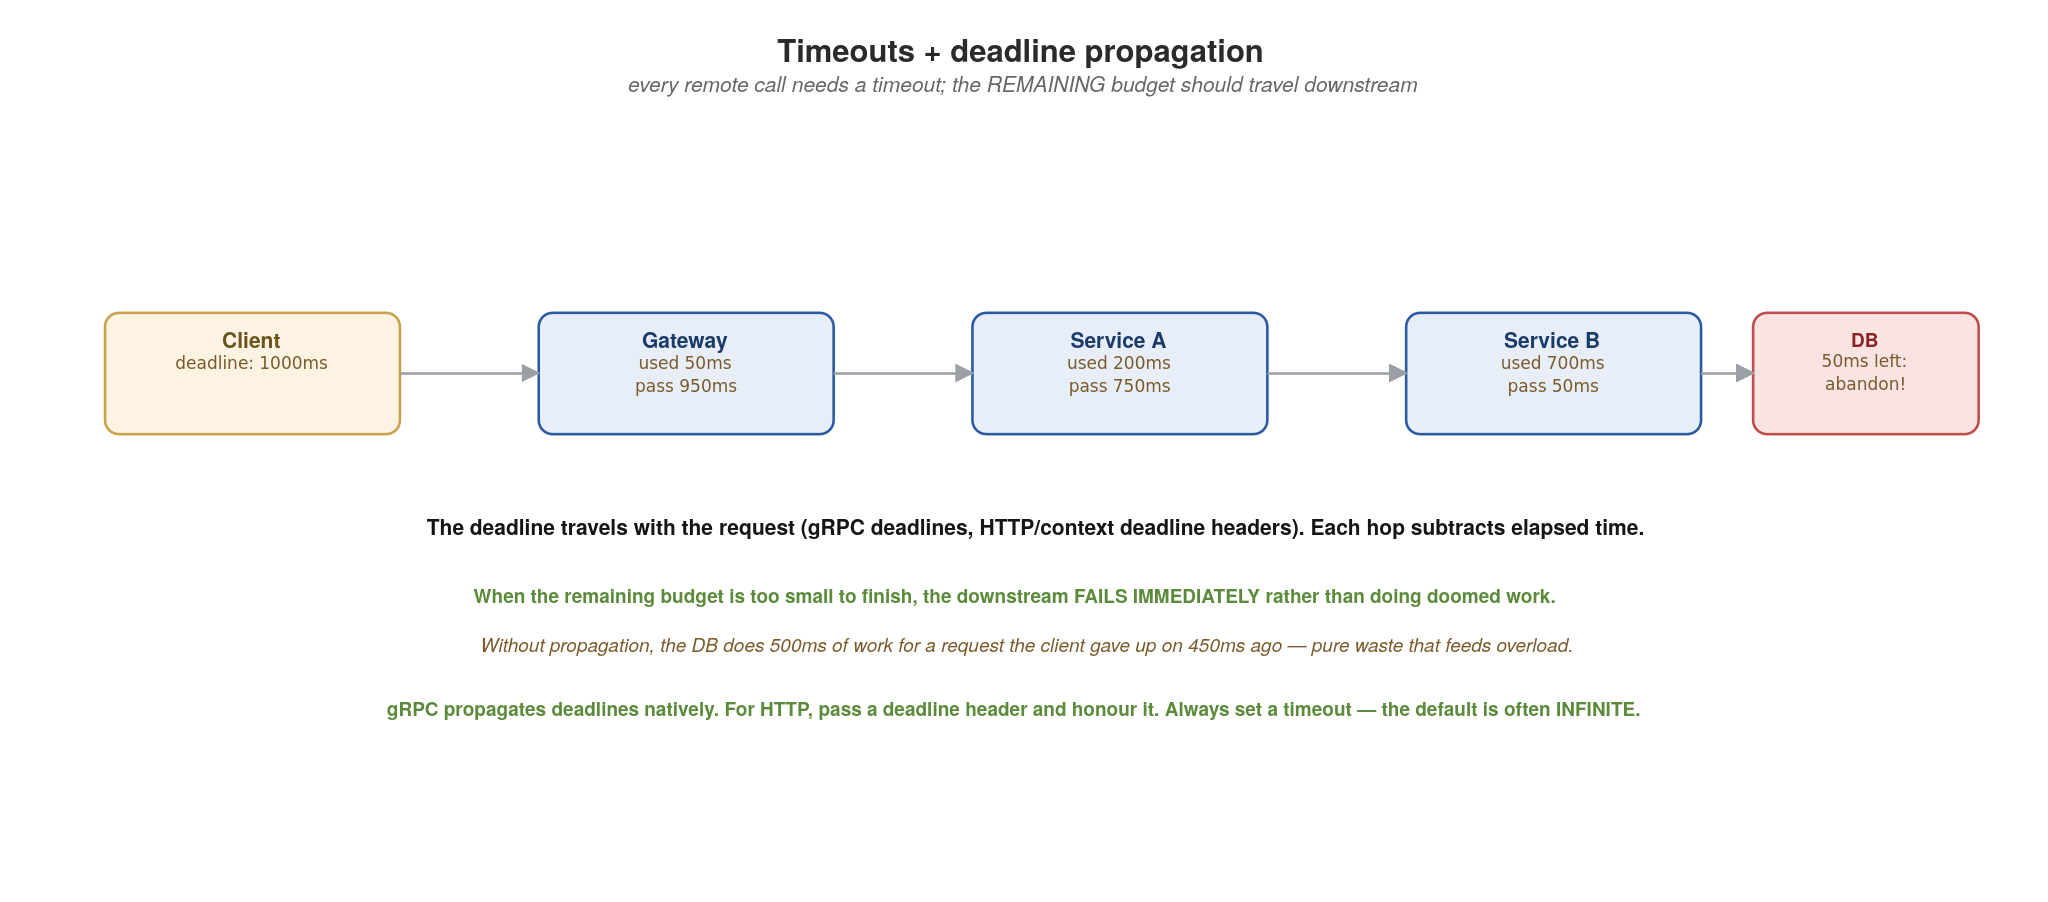 Timeouts + deadline propagation
every remote call needs a timeout; the REMAINING budget should travel downstream
Client
deadline: 1000ms
Gateway
used 50ms
pass 950ms
Service A
used 200ms
pass 750ms
Service B
used 700ms
pass 50ms
DB
50ms left:
abandon!
The deadline travels with the request (gRPC deadlines, HTTP/context deadline headers). Each hop subtracts elapsed time.
When the remaining budget is too small to finish, the downstream FAILS IMMEDIATELY rather than doing doomed work.
Without propagation, the DB does 500ms of work for a request the client gave up on 450ms ago — pure waste that feeds overload.
gRPC propagates deadlines natively. For HTTP, pass a deadline header and honour it. Always set a timeout — the default is often INFINITE.